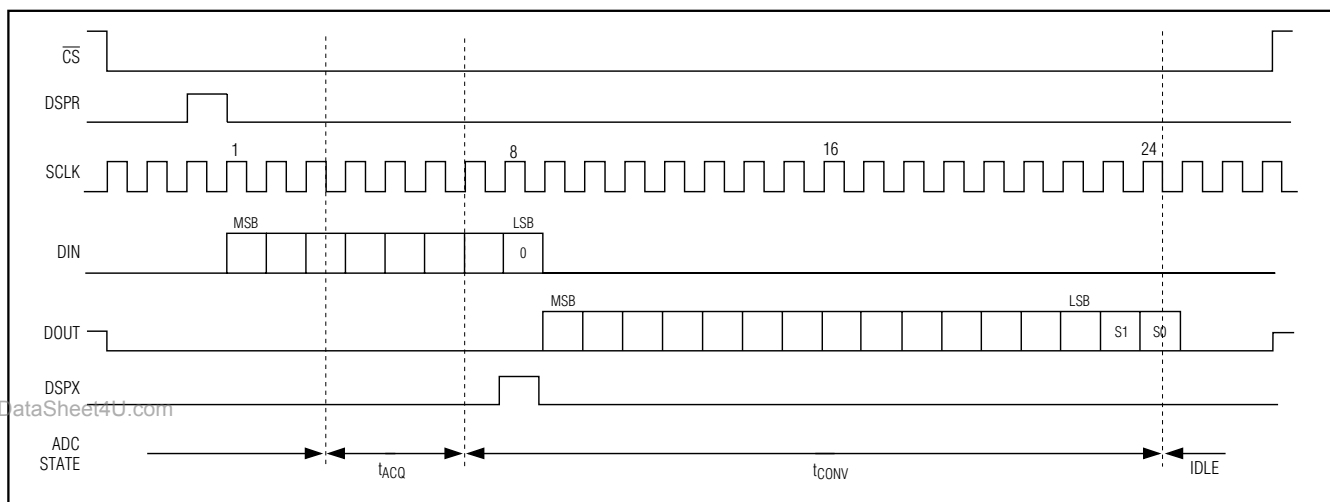 CS
DSPR
1 8 16 24
SCLK
MSB LSB
DIN 0
MSB LSB
DOUT S1 S0
DSPX
DataSheet4U.com
ADC
STATE
tACQ tCONV IDLE